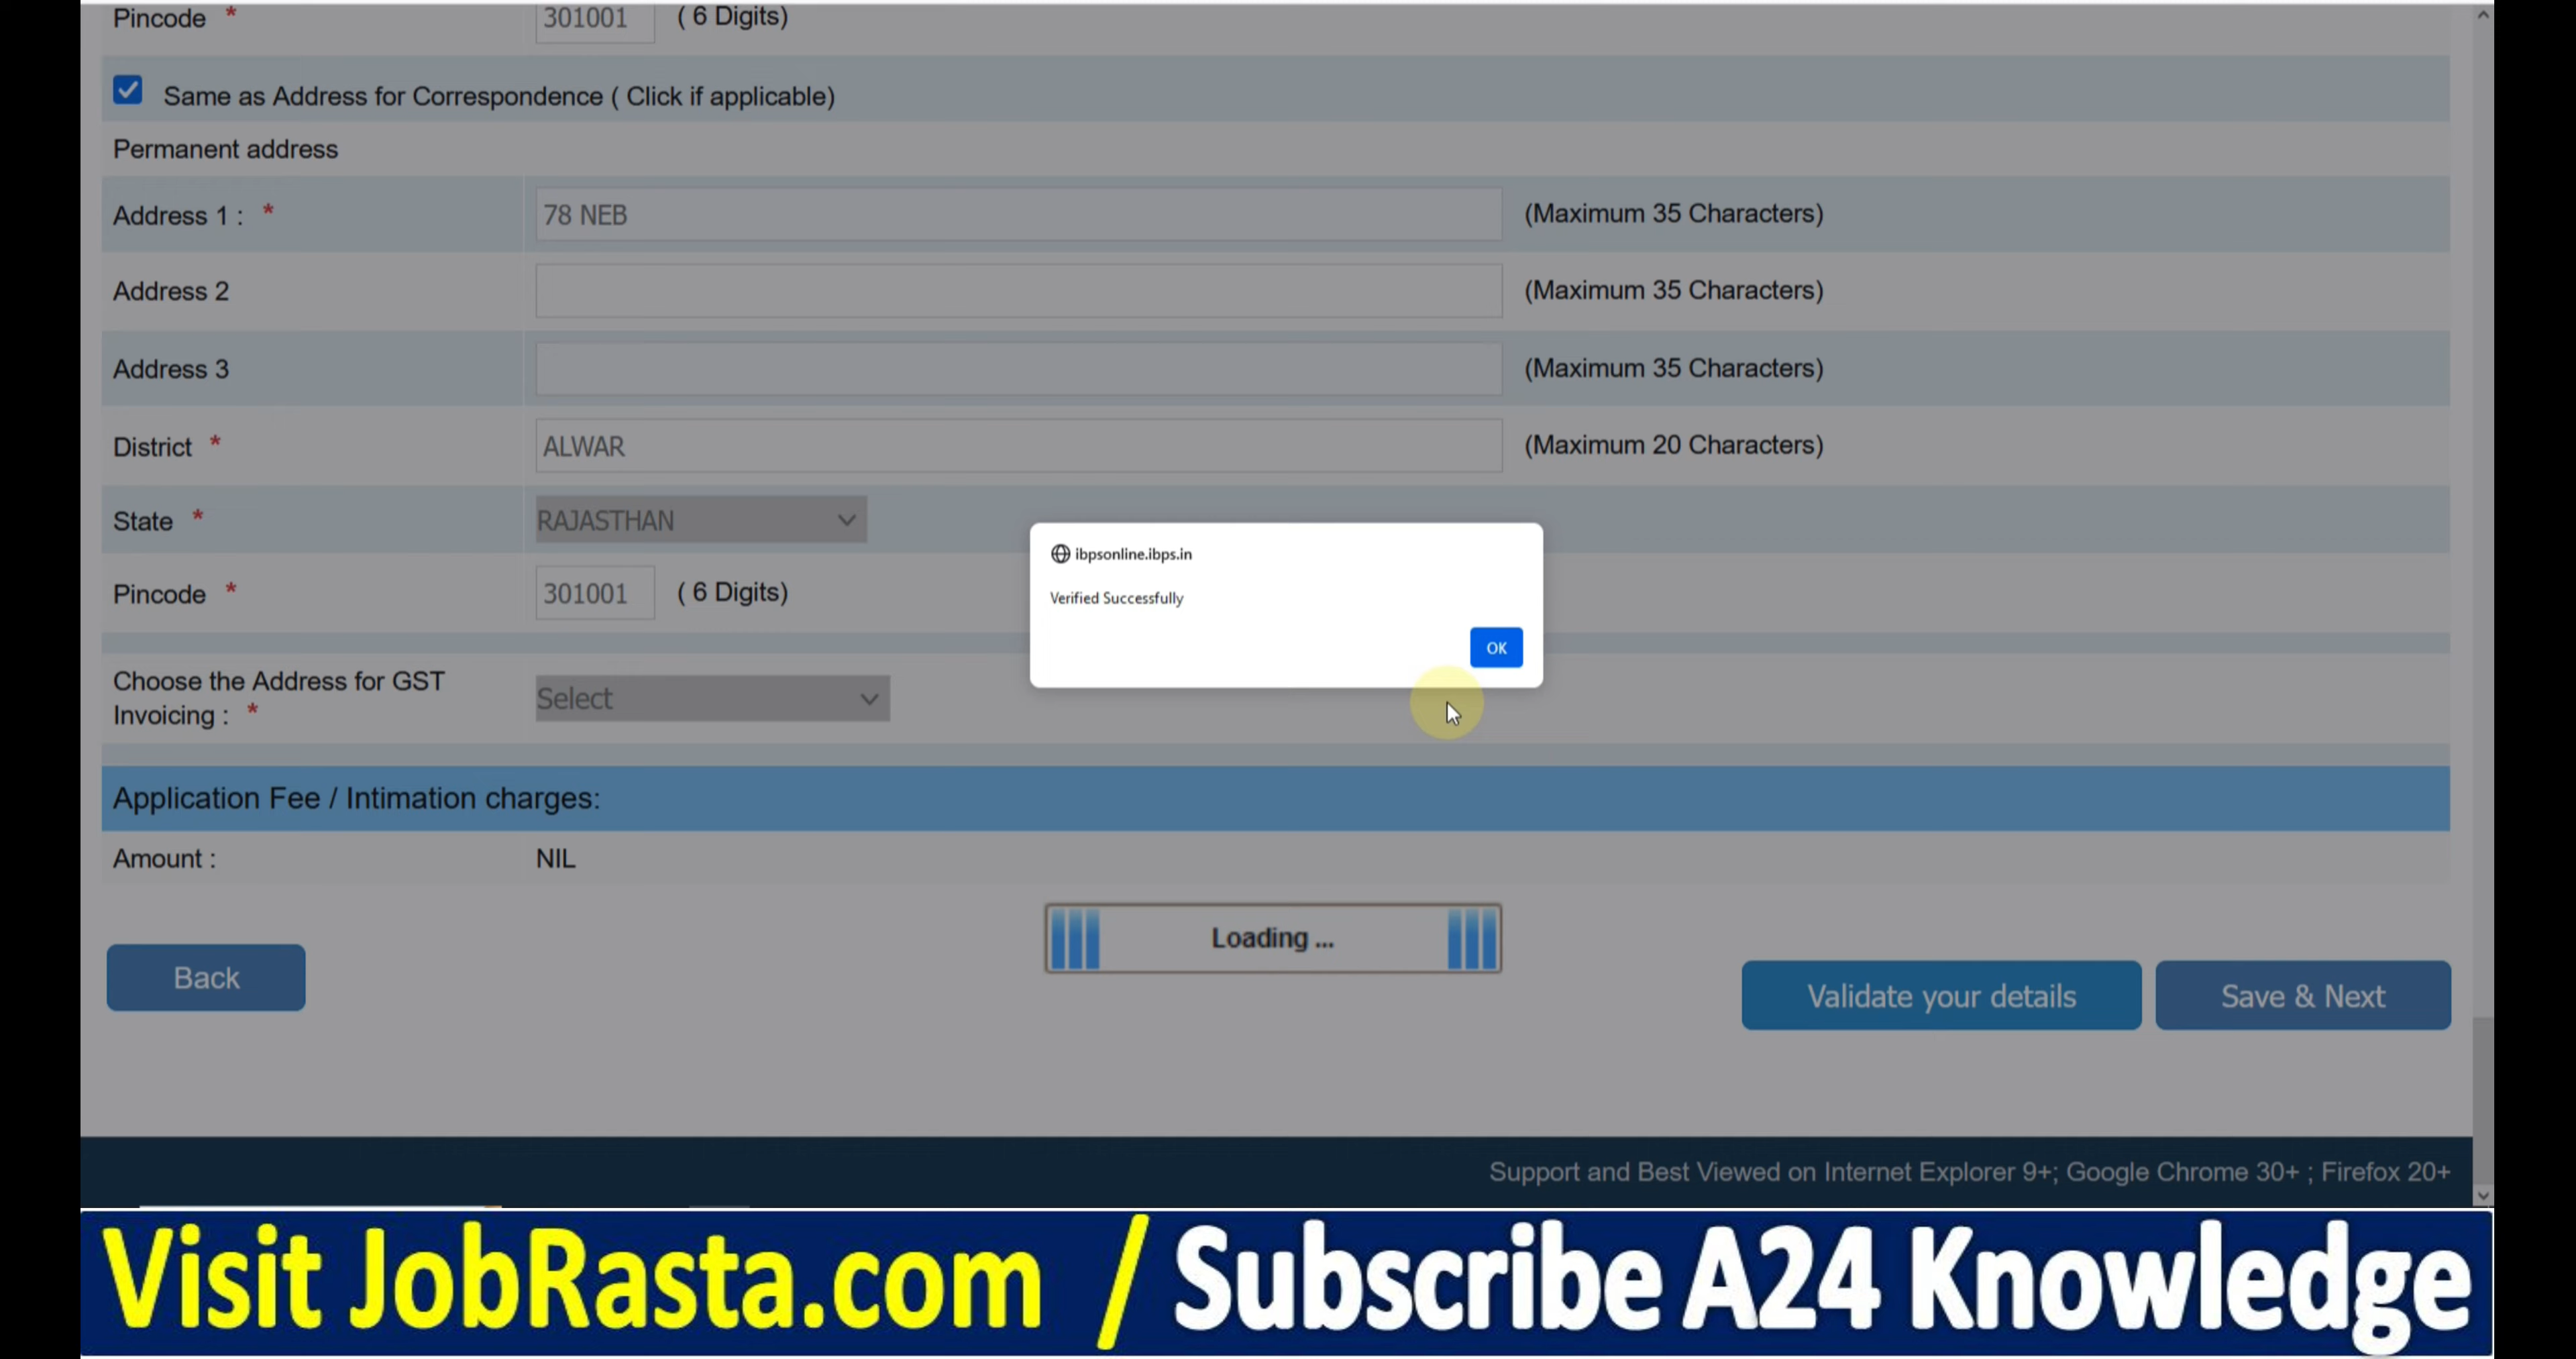 Pincode * 301001 ( 6 Digits)
Same as Address for Correspondence ( Click if applicable)
Permanent address
Address 1 : * 78 NEB (Maximum 35 Characters)
Address 2 (Maximum 35 Characters)
Address 3 (Maximum 35 Characters)
District * ALWAR (Maximum 20 Characters)
State * RAJASTHAN
ibpsonline.ibps.in
Verified Successfully
OK
Pincode * 301001 ( 6 Digits)
Choose the Address for GST
Invoicing : * Select
Application Fee / Intimation charges:
Amount : NIL
Loading ...
Back
Validate your details Save & Next
Support and Best Viewed on Internet Explorer 9+; Google Chrome 30+ ; Firefox 20+
Visit JobRasta.com / Subscribe A24 Knowledge